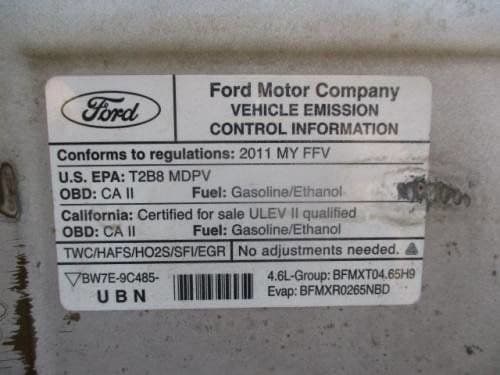 Ford
Ford Motor Company
VEHICLE EMISSION
CONTROL INFORMATION
Conforms to regulations: 2011 MY FFV
U.S. EPA: T2B8 MDPV
OBD: CA II Fuel: Gasoline/Ethanol
California: Certified for sale ULEV II qualified
OBD: CA II Fuel: Gasoline/Ethanol
TWC/HAFS/HO2S/SFI/EGR No adjustments needed.
BW7E-9C485-
UBN
4.6L-Group: BFMXT04.65H9
Evap: BFMXR0265NBD